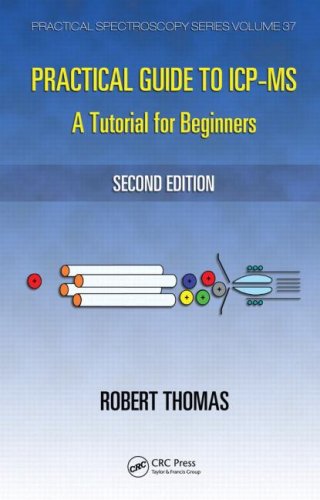 PRACTICAL SPECTROSCOPY SERIES VOLUME 37
PRACTICAL GUIDE TO ICP-MS
A Tutorial for Beginners
SECOND EDITION
+
+
+
+
+
+
ROBERT THOMAS
CRC
CRC Press
Taylor & Francis Group